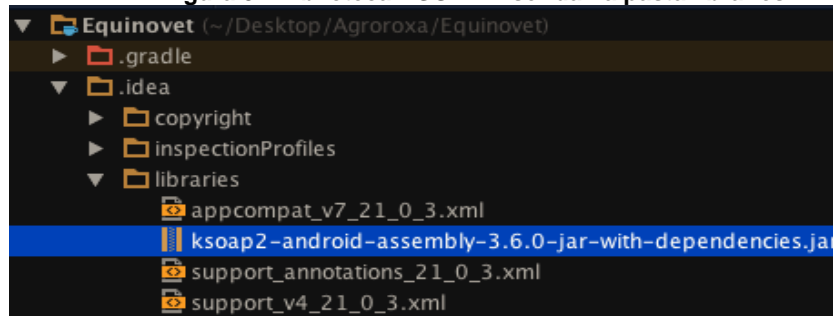 Equinovet (~/Desktop/Agroroxa/Equinovet)
.gradle
.idea
copyright
inspectionProfiles
libraries
appcompat_v7_21_0_3.xml
ksoap2-android-assembly-3.6.0-jar-with-dependencies.jar
support_annotations_21_0_3.xml
support_v4_21_0_3.xml